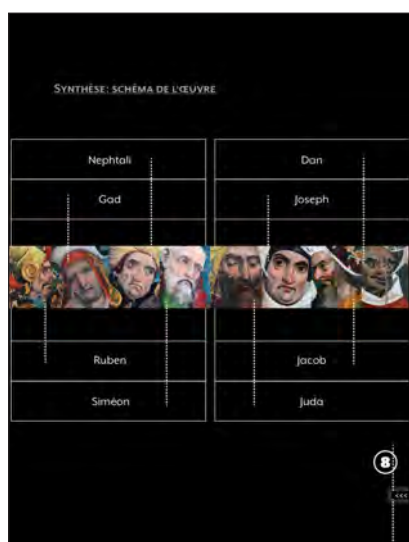 SYNTHÈSE: SCHÉMA DE L'ŒUVRE
Nephtali
Dan
Gad
Joseph
Ruben
Jacob
Siméon
Juda
8
<<<